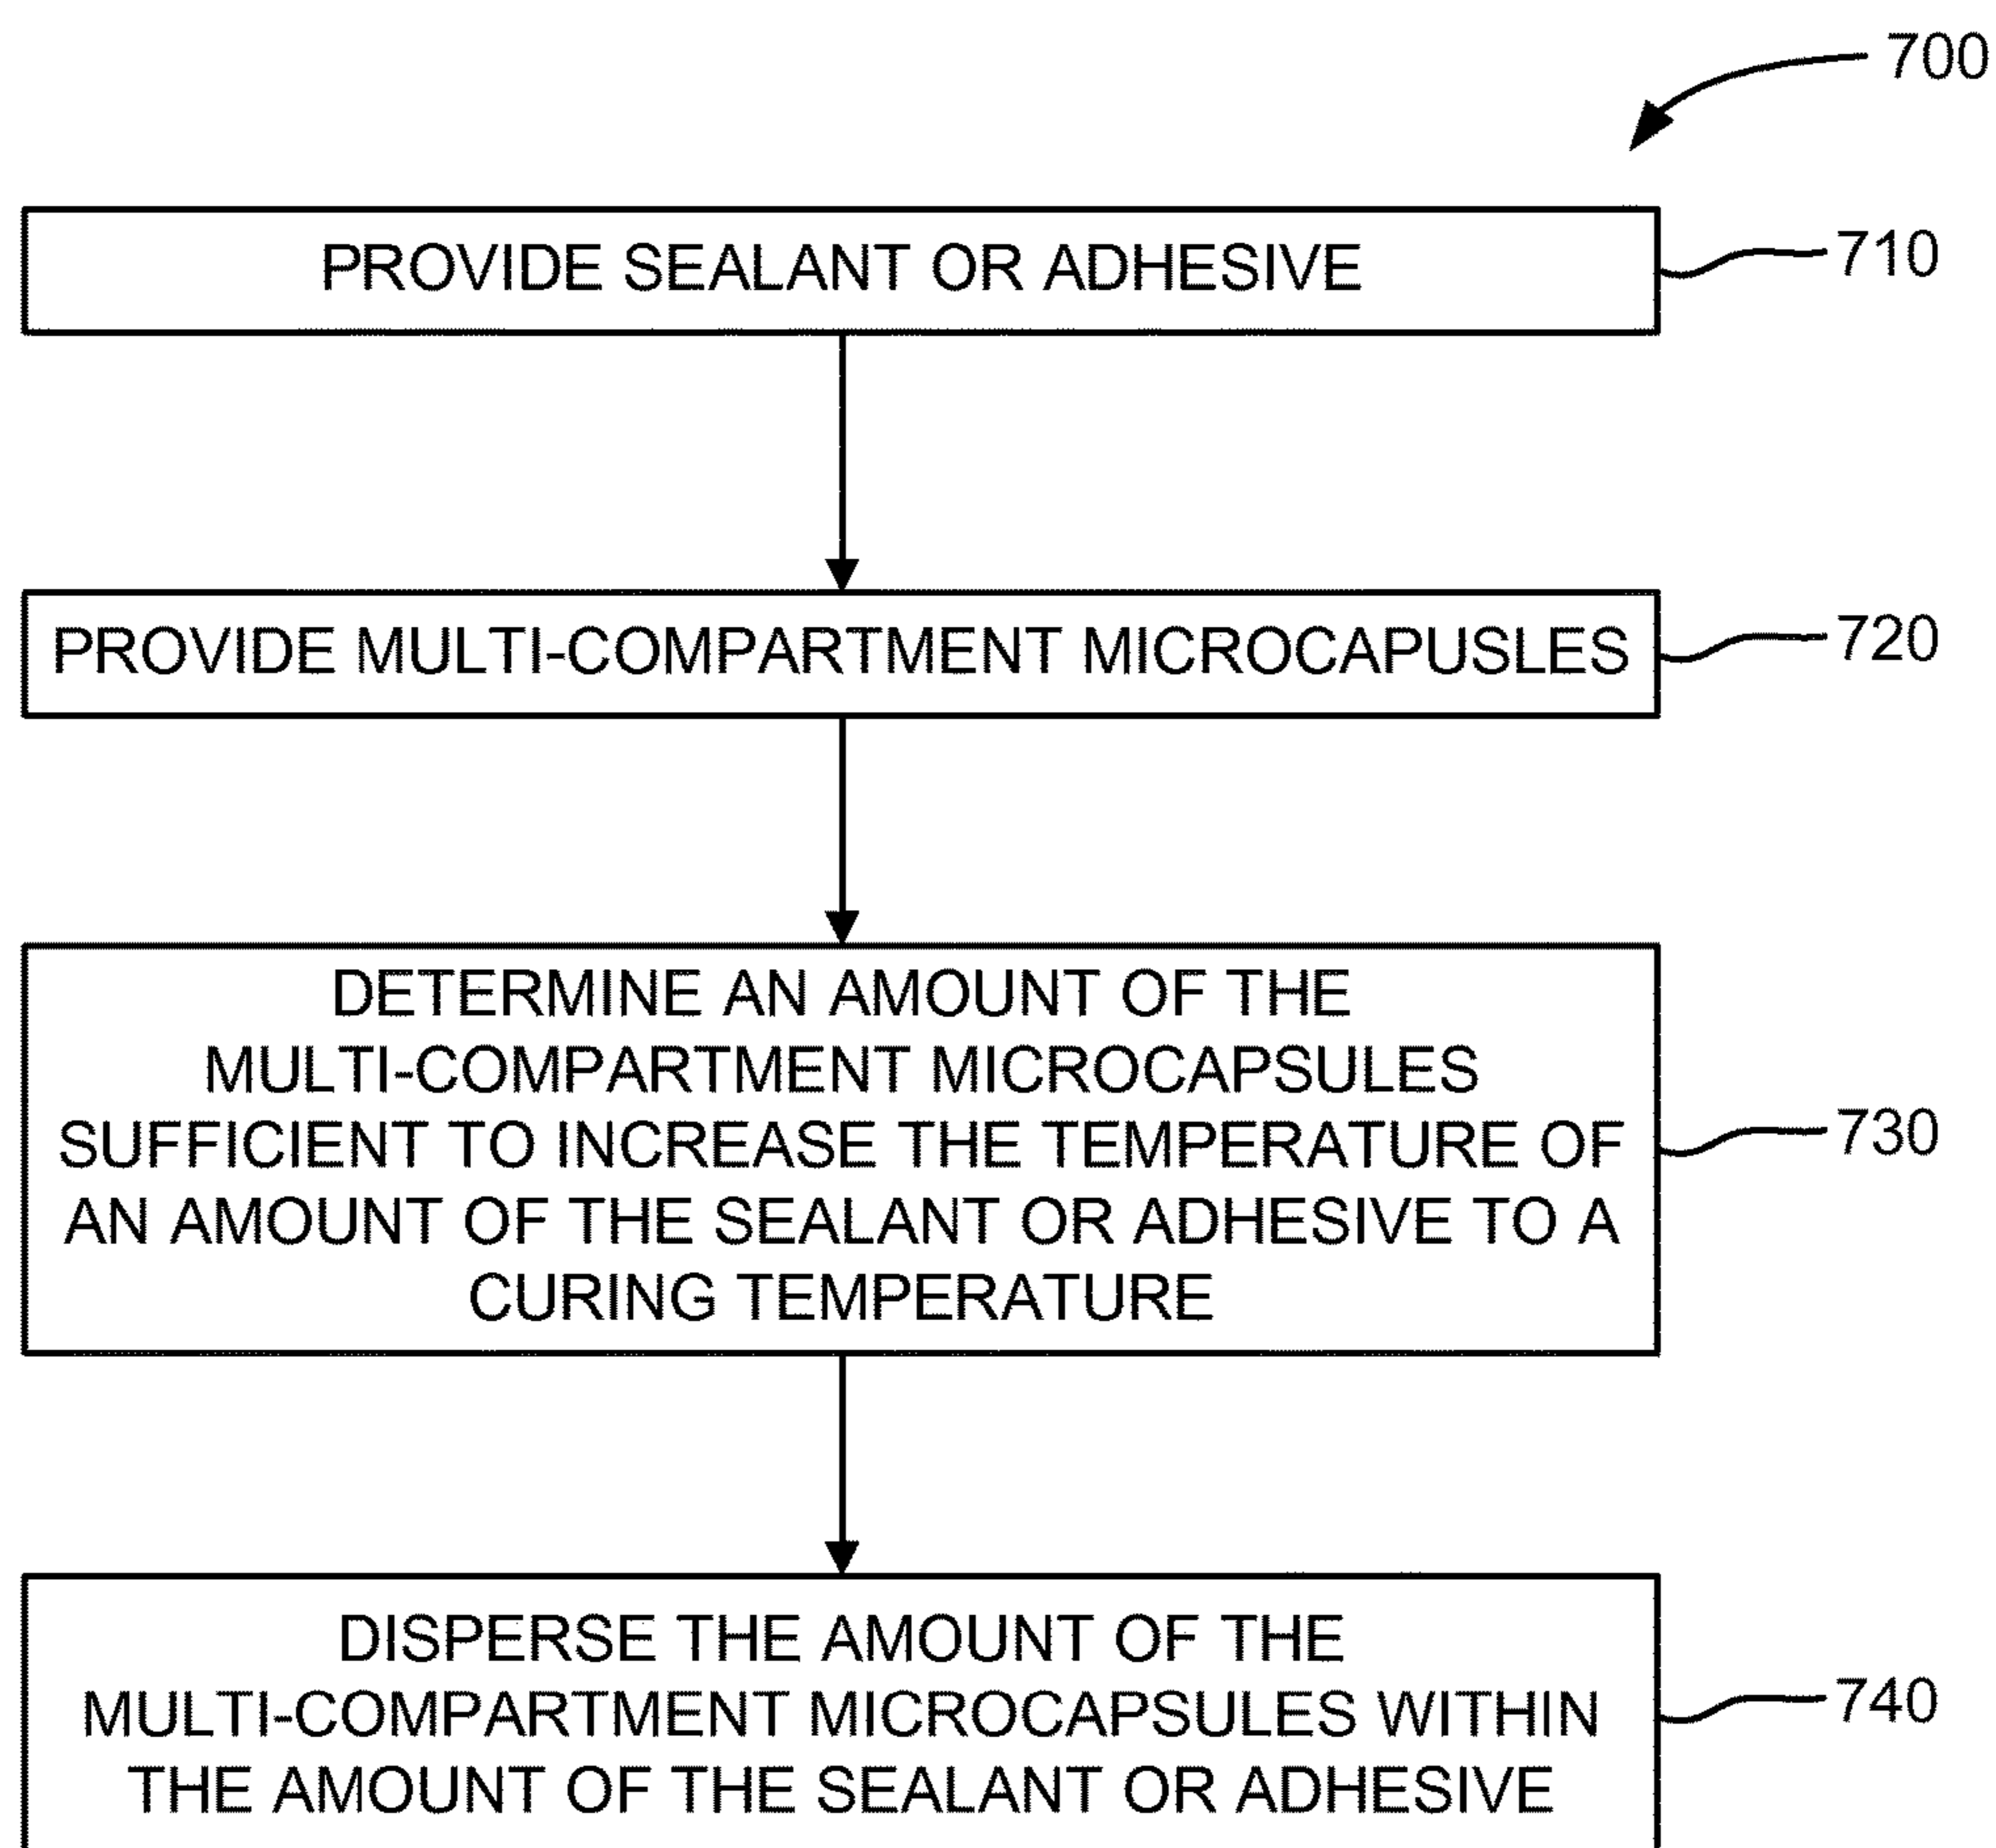 700
PROVIDE SEALANT OR ADHESIVE
710
PROVIDE MULTI-COMPARTMENT MICROCAPUSLES
720
DETERMINE AN AMOUNT OF THE
MULTI-COMPARTMENT MICROCAPSULES
SUFFICIENT TO INCREASE THE TEMPERATURE OF
AN AMOUNT OF THE SEALANT OR ADHESIVE TO A
CURING TEMPERATURE
730
DISPERSE THE AMOUNT OF THE
MULTI-COMPARTMENT MICROCAPSULES WITHIN
THE AMOUNT OF THE SEALANT OR ADHESIVE
740